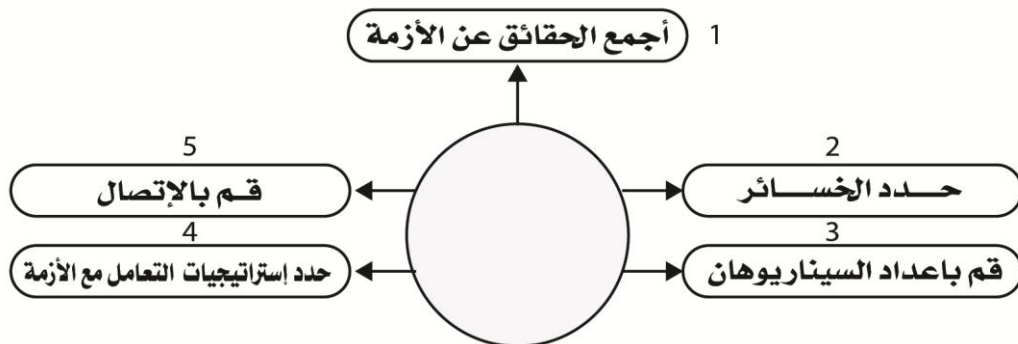 1 أجمع الحقائق عن الأزمة
2
حدد الخسائر
3
قم باعداد السيناريوهان
4
حدد إستراتيجيات التعامل مع الأزمة
5
قم بالإتصال